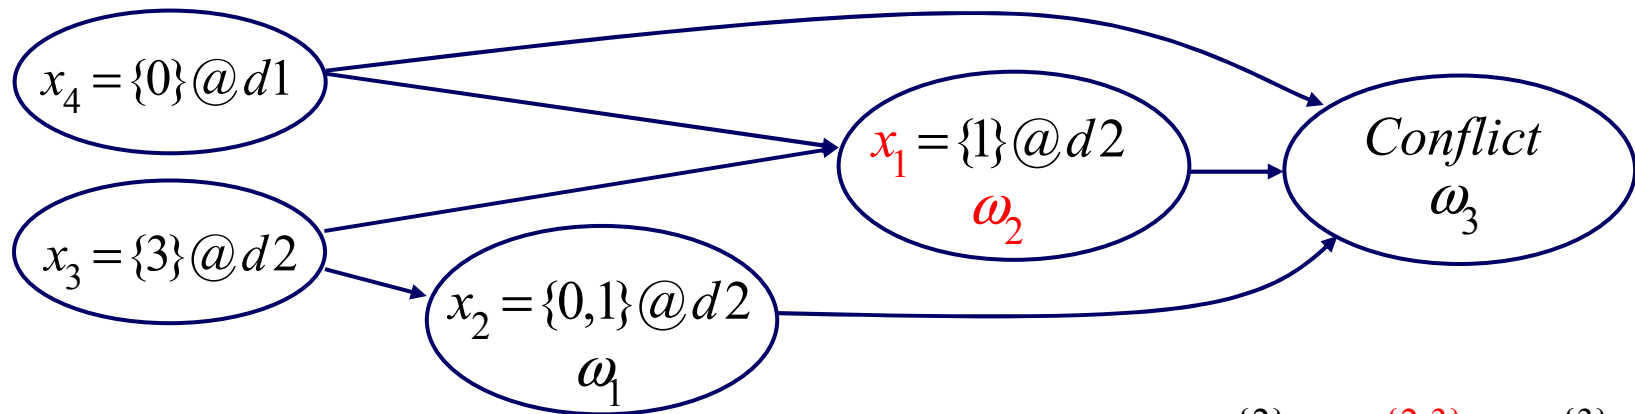 x₄ = {0}@d1
x₃ = {3}@d2
x₂ = {0,1}@d2
ω₁
x₁ = {1}@d2
ω₂
Conflict
ω₃